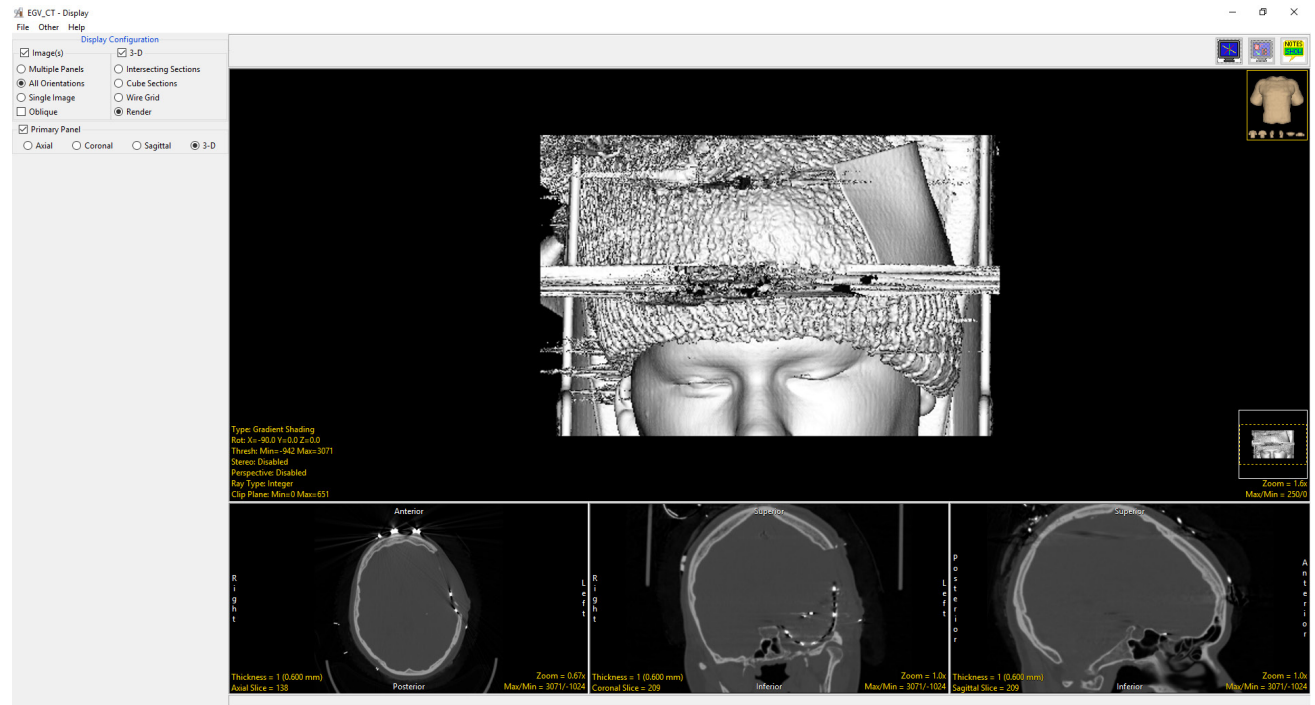 EGV_CT - Display
File Other Help
Display Configuration
Image(s)
3-D
Multiple Panels
Intersecting Sections
All Orientations
Cube Sections
Single Image
Wire Grid
Oblique
Render
Primary Panel
Axial
Coronal
Sagittal
3-D
NOTES
SHOW
Type: Gradient Shading
Rot: X=-90.0 Y=0.0 Z=0.0
Thresh: Min=-942 Max=3071
Stereo: Disabled
Perspective: Disabled
Ray Type: Integer
Clip Plane: Min=0 Max=651
Zoom = 1.6x
Max/Min = 250/0
Anterior
Right
Left
Thickness = 1 (0.600 mm)
Axial Slice = 138
Posterior
Zoom = 0.67x
Max/Min = 3071/-1024
Superior
Right
Left
Thickness = 1 (0.600 mm)
Coronal Slice = 209
Inferior
Zoom = 1.0x
Max/Min = 3071/-1024
Superior
Posterior
Anterior
Thickness = 1 (0.600 mm)
Sagittal Slice = 209
Inferior
Zoom = 1.0x
Max/Min = 3071/-1024